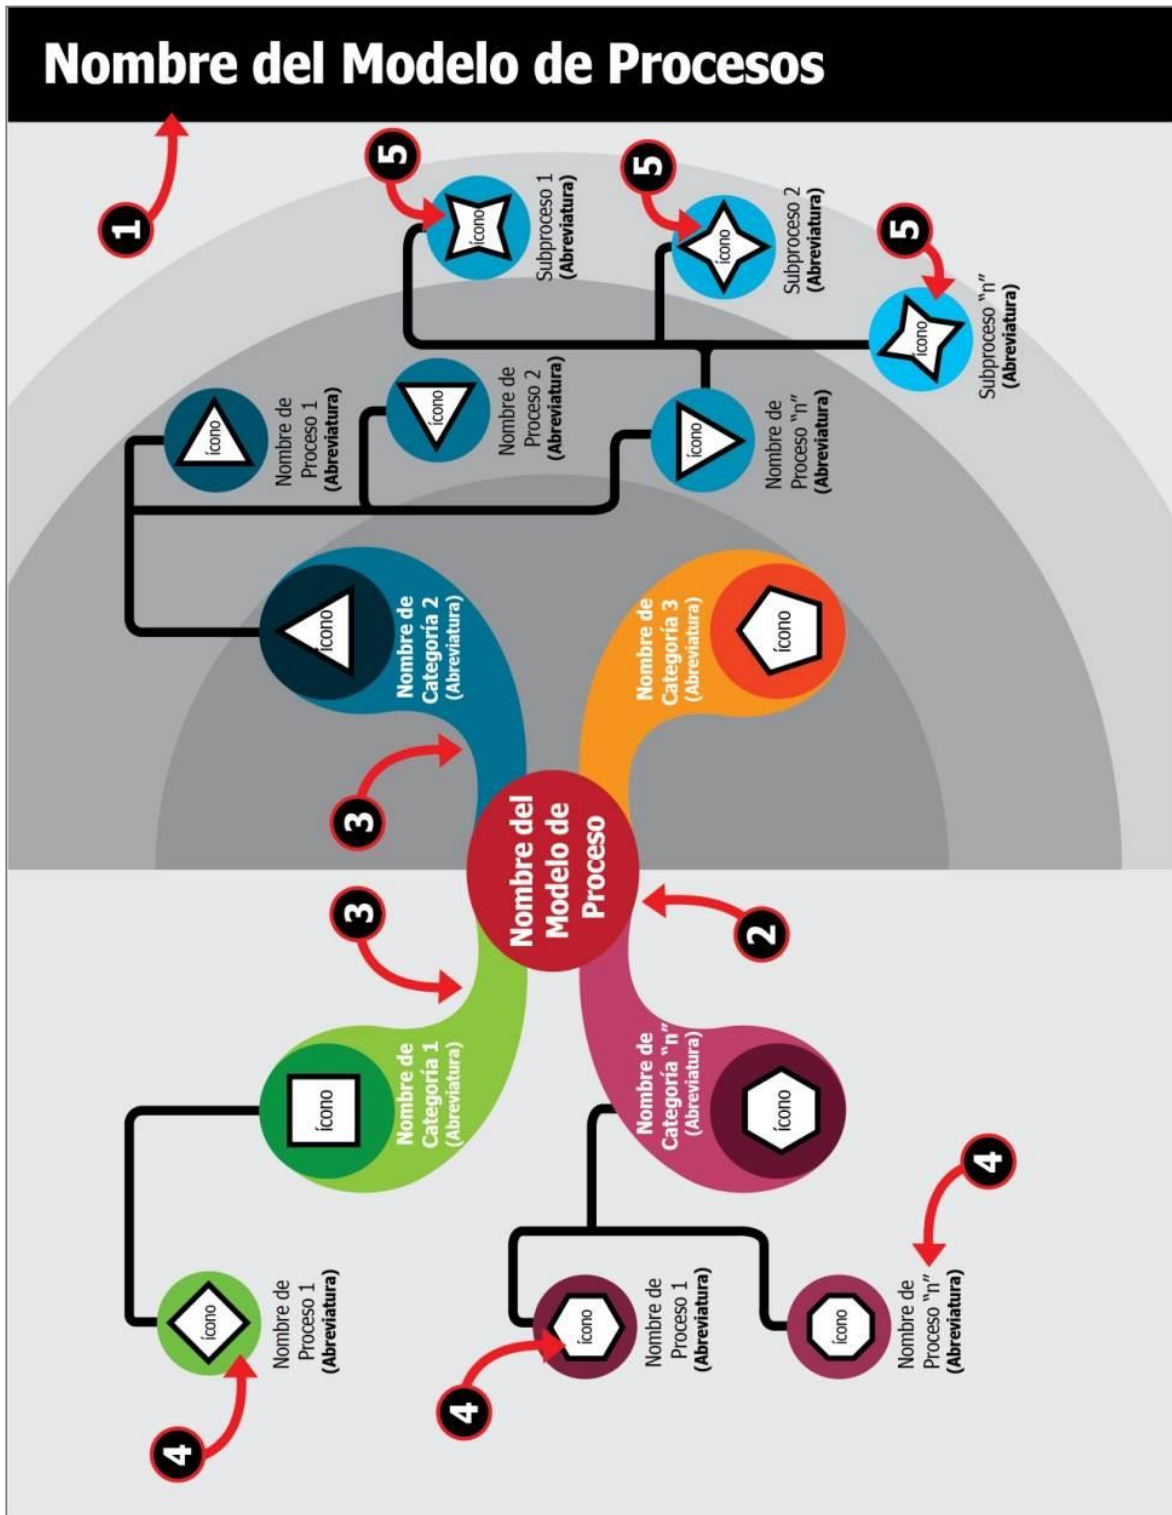 Nombre del Modelo de Procesos
1
5
5
5
ícono
Subproceso 1
(Abreviatura)
ícono
Subproceso 2
(Abreviatura)
ícono
Subproceso “n”
(Abreviatura)
ícono
Nombre de
Proceso 1
(Abreviatura)
ícono
Nombre de
Proceso 2
(Abreviatura)
ícono
Nombre de
Proceso “n”
(Abreviatura)
ícono
Nombre de
Categoría 2
(Abreviatura)
Nombre de
Categoría 3
(Abreviatura)
ícono
3
3
Nombre del
Modelo de
Proceso
2
ícono
Nombre de
Categoría 1
(Abreviatura)
Nombre de
Categoría “n”
(Abreviatura)
ícono
ícono
Nombre de
Proceso 1
(Abreviatura)
4
ícono
Nombre de
Proceso 1
(Abreviatura)
4
ícono
Nombre de
Proceso “n”
(Abreviatura)
4